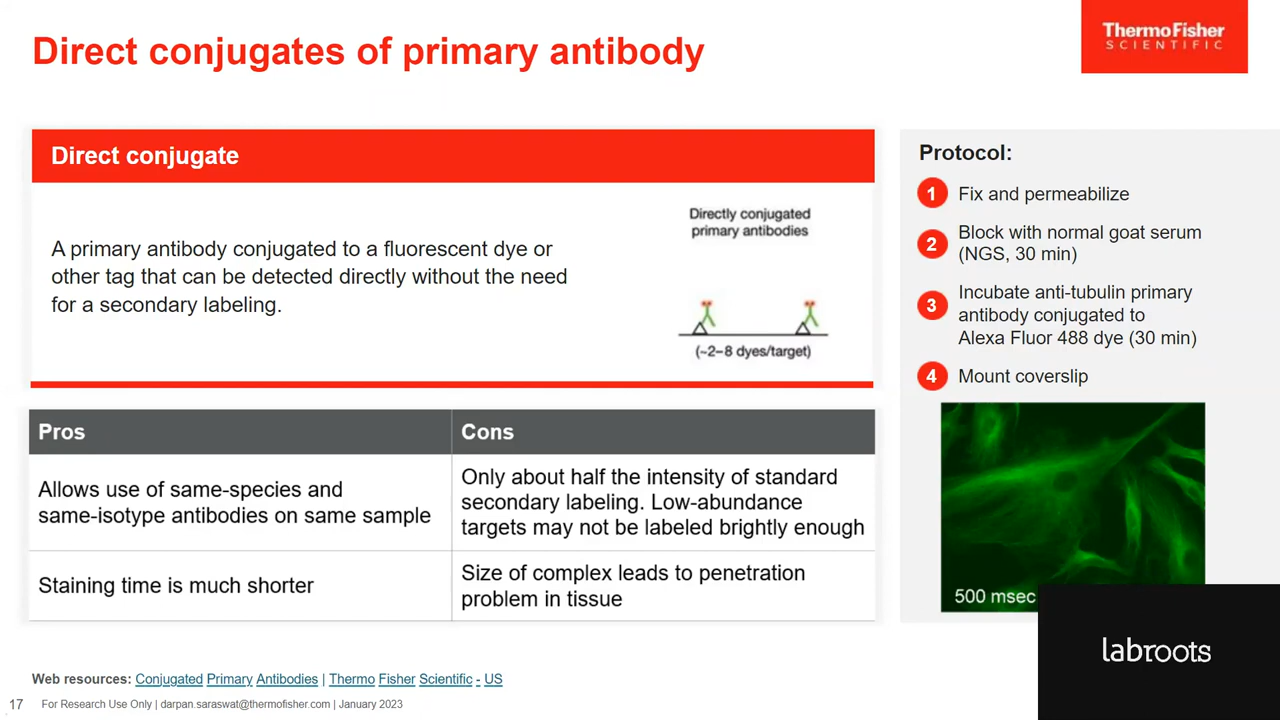 Direct conjugates of primary antibody
ThermoFisher
SCIENTIFIC
Direct conjugate
A primary antibody conjugated to a fluorescent dye or
other tag that can be detected directly without the need
for a secondary labeling.
Directly conjugated
primary antibodies
(~2–8 dyes/target)
Pros
Cons
Allows use of same-species and
same-isotype antibodies on same sample
Only about half the intensity of standard
secondary labeling. Low-abundance
targets may not be labeled brightly enough
Staining time is much shorter
Size of complex leads to penetration
problem in tissue
Protocol:
1 Fix and permeabilize
2 Block with normal goat serum
(NGS, 30 min)
3 Incubate anti-tubulin primary
antibody conjugated to
Alexa Fluor 488 dye (30 min)
4 Mount coverslip
500 msec
labroots
Web resources: Conjugated Primary Antibodies | Thermo Fisher Scientific - US
17 For Research Use Only | darpan.saraswat@thermofisher.com | January 2023